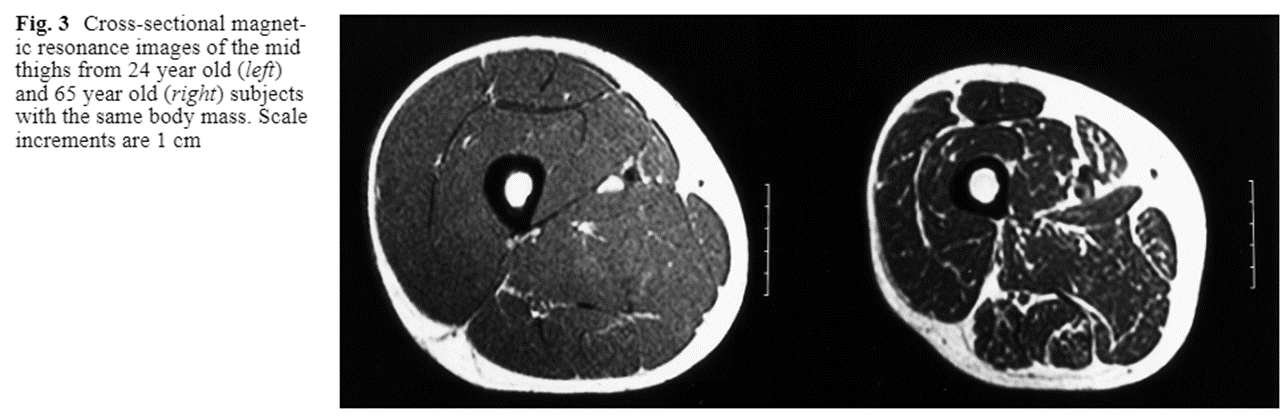 Fig. 3 Cross-sectional magnet-
ic resonance images of the mid
thighs from 24 year old (left)
and 65 year old (right) subjects
with the same body mass. Scale
increments are 1 cm